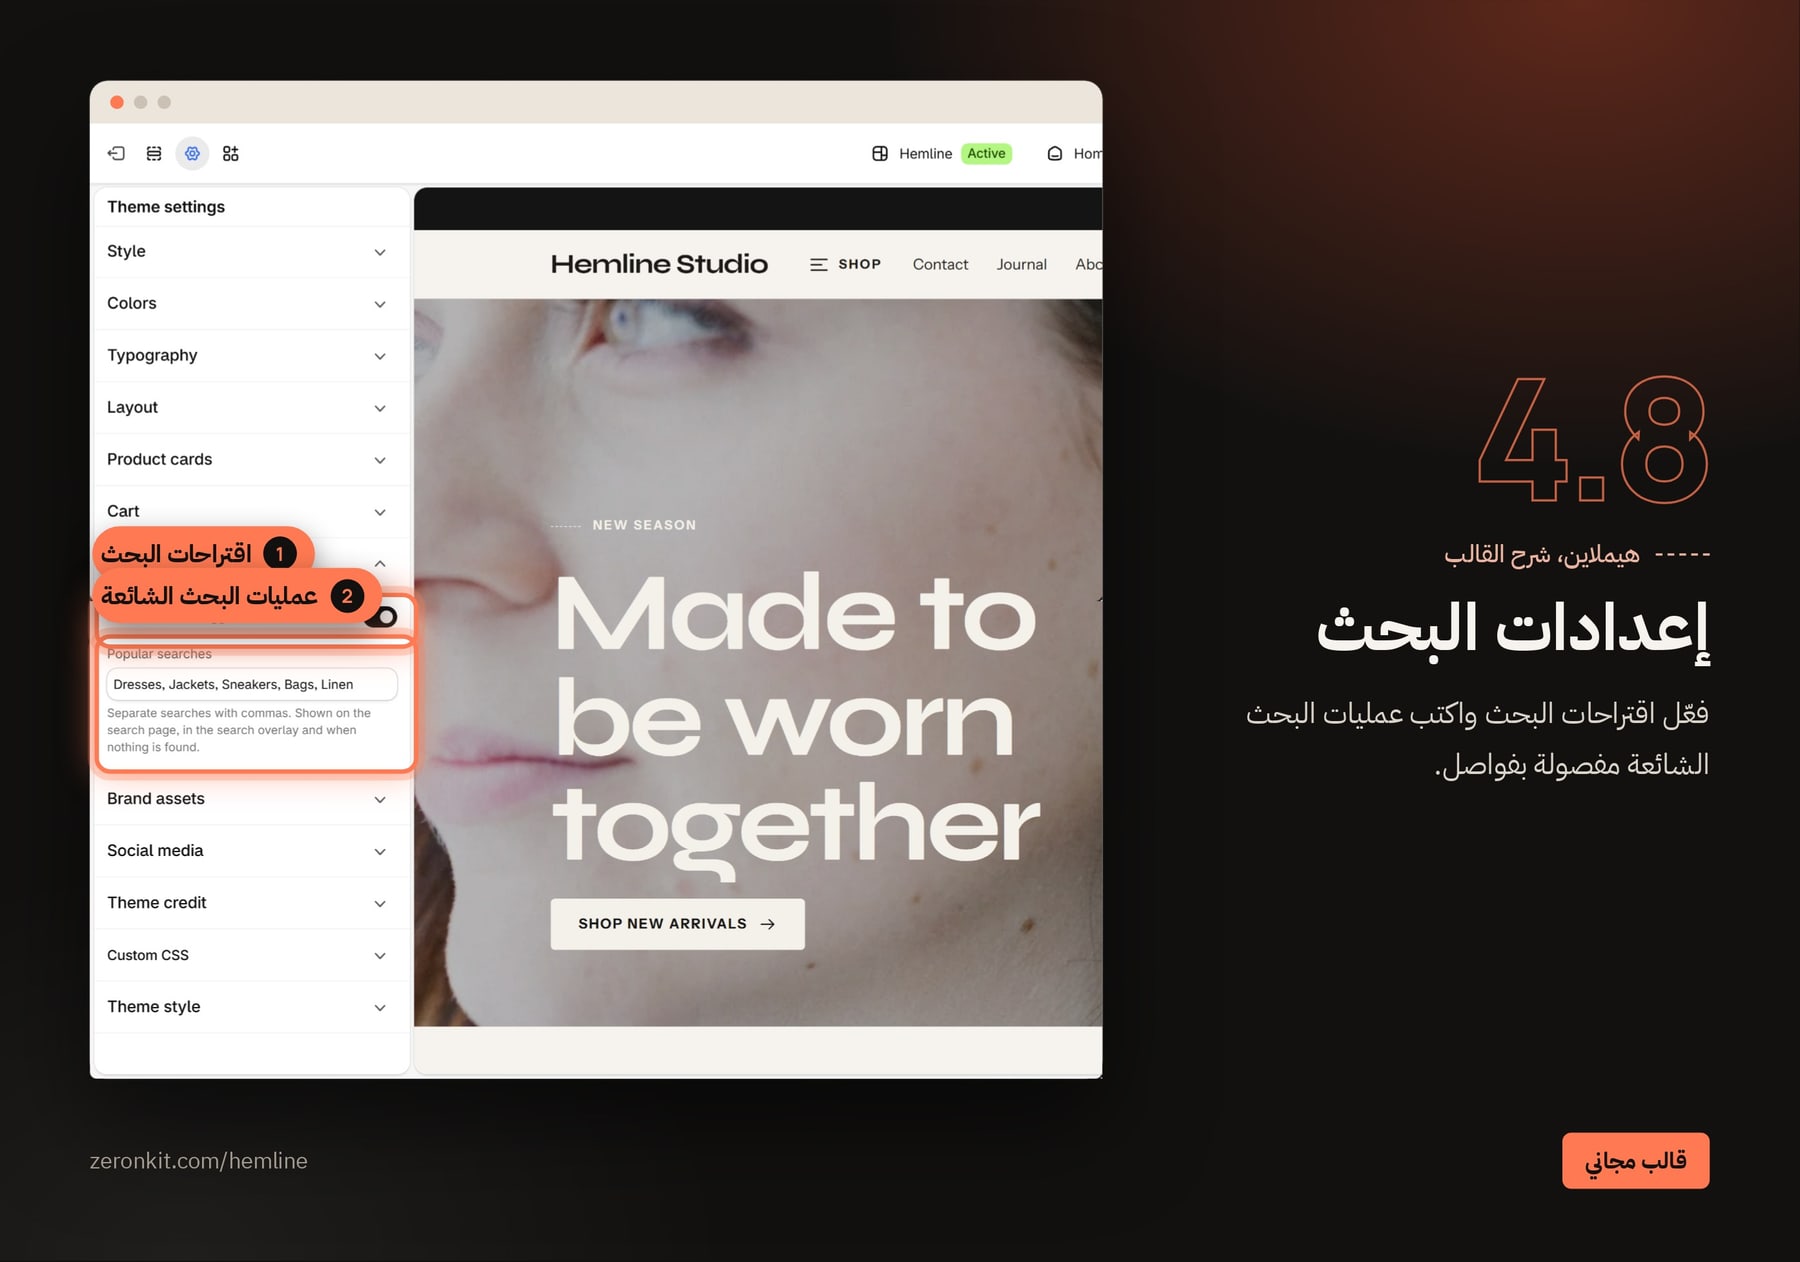 Hemline
Active
Hom
Theme settings
Style
Colors
Typography
Layout
Product cards
Cart
اقتراحات البحث 1
عمليات البحث الشائعة 2
Popular searches
Dresses, Jackets, Sneakers, Bags, Linen
Separate searches with commas. Shown on the
search page, in the search overlay and when
nothing is found.
Brand assets
Social media
Theme credit
Custom CSS
Theme style
Hemline Studio
SHOP
Contact
Journal
Abo
NEW SEASON
Made to
be worn
together
SHOP NEW ARRIVALS →
4.8
هيملاين، شرح القالب
إعدادات البحث
فعّل اقتراحات البحث واكتب عمليات البحث
الشائعة مفصولة بفواصل.
zeronkit.com/hemline
قالب مجاني